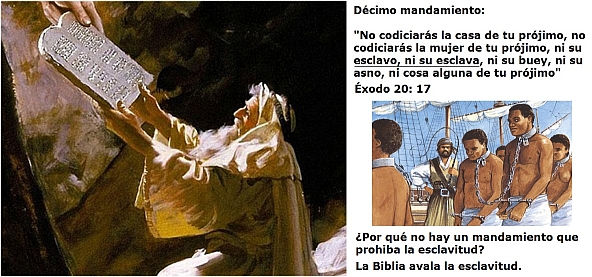 Décimo mandamiento:
"No codiciarás la casa de tu prójimo, no
codiciarás la mujer de tu prójimo, ni su
esclavo, ni su esclava, ni su buey, ni su
asno, ni cosa alguna de tu prójimo"
Éxodo 20: 17
¿Por qué no hay un mandamiento que
prohiba la esclavitud?
La Biblia avala la esclavitud.